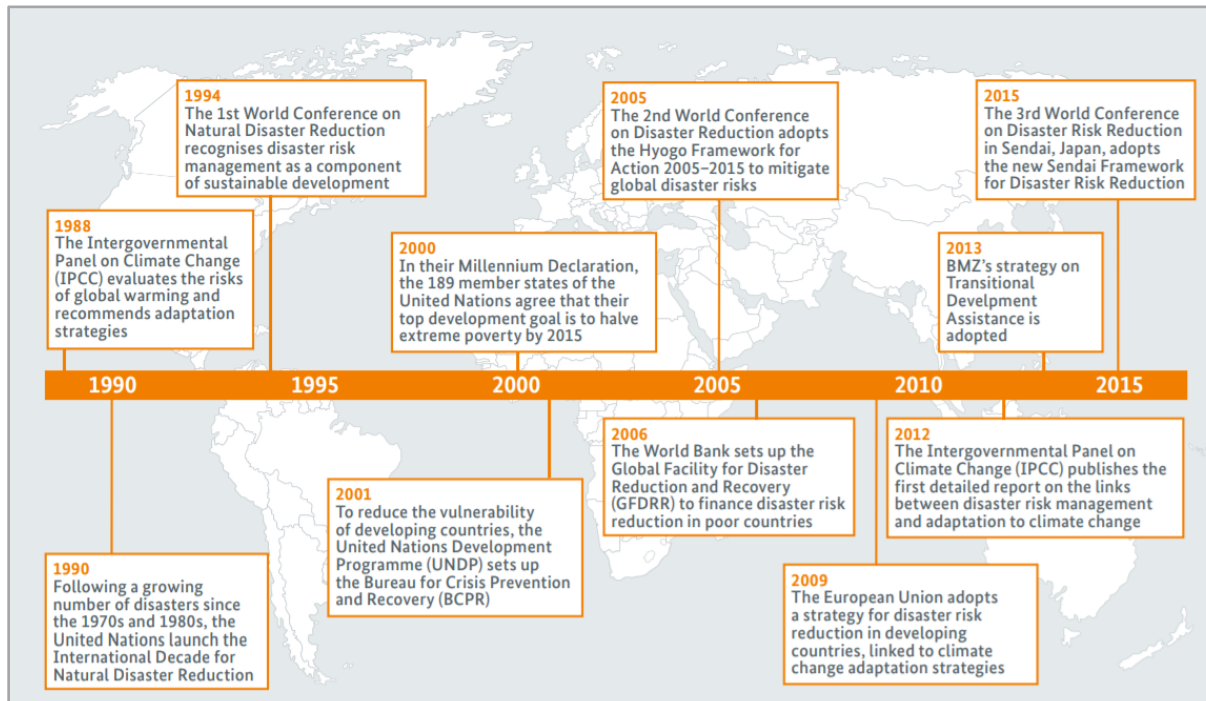 1994
The 1st World Conference on
Natural Disaster Reduction
recognises disaster risk
management as a component
of sustainable development
2005
The 2nd World Conference
on Disaster Reduction adopts
the Hyogo Framework for
Action 2005–2015 to mitigate
global disaster risks
2015
The 3rd World Conference
on Disaster Risk Reduction
in Sendai, Japan, adopts
the new Sendai Framework
for Disaster Risk Reduction
1988
The Intergovernmental
Panel on Climate Change
(IPCC) evaluates the risks
of global warming and
recommends adaptation
strategies
2000
In their Millennium Declaration,
the 189 member states of the
United Nations agree that their
top development goal is to halve
extreme poverty by 2015
2013
BMZ’s strategy on
Transitional
Develpment
Assistance is
adopted
1990 1995 2000 2005 2010 2015
2006
The World Bank sets up the
Global Facility for Disaster
Reduction and Recovery
(GFDRR) to finance disaster risk
reduction in poor countries
2012
The Intergovernmental Panel on
Climate Change (IPCC) publishes the
first detailed report on the links
between disaster risk management
and adaptation to climate change
2001
To reduce the vulnerability
of developing countries, the
United Nations Development
Programme (UNDP) sets up
the Bureau for Crisis Prevention
and Recovery (BCPR)
1990
Following a growing
number of disasters since
the 1970s and 1980s, the
United Nations launch the
International Decade for
Natural Disaster Reduction
2009
The European Union adopts
a strategy for disaster risk
reduction in developing
countries, linked to climate
change adaptation strategies